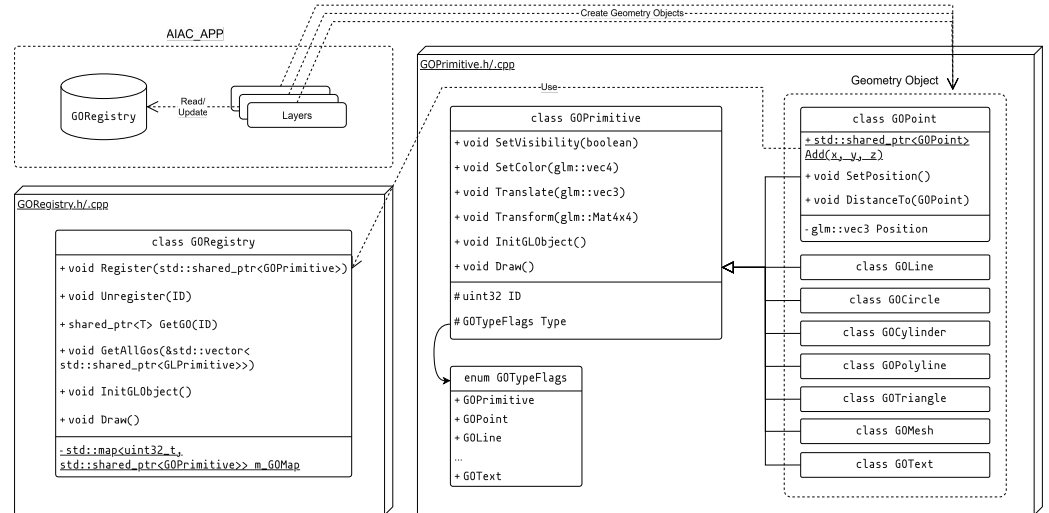 Create Geometry Objects
AIAC_APP
GORegistry
Read/
Update
Layers
GOPrimitive.h/.cpp
Use
Geometry Object
class GOPrimitive
+ void SetVisibility(boolean)
+ void SetColor(glm::vec4)
+ void Translate(glm::vec3)
+ void Transform(glm::Mat4x4)
+ void InitGLObject()
+ void Draw()
# uint32 ID
# GOTypeFlags Type
enum GOTypeFlags
+ GOPrimitive
+ GOPoint
+ GOLine
...
+ GOText
class GOPoint
+ std::shared_ptr<GOPoint>
Add(x, y, z)
+ void SetPosition()
+ void DistanceTo(GOPoint)
- glm::vec3 Position
class GOLine
class GOCircle
class GOCylinder
class GOPolyline
class GOTriangle
class GOMesh
class GOText
GORegistry.h/.cpp
class GORegistry
+ void Register(std::shared_ptr<GOPrimitive>)
+ void Unregister(ID)
+ shared_ptr<T> GetGO(ID)
+ void GetAllGos(&std::vector<
std::shared_ptr<GLPrimitive>>)
+ void InitGLObject()
+ void Draw()
- std::map<uint32_t,
std::shared_ptr<GOPrimitive>> m_GOMap